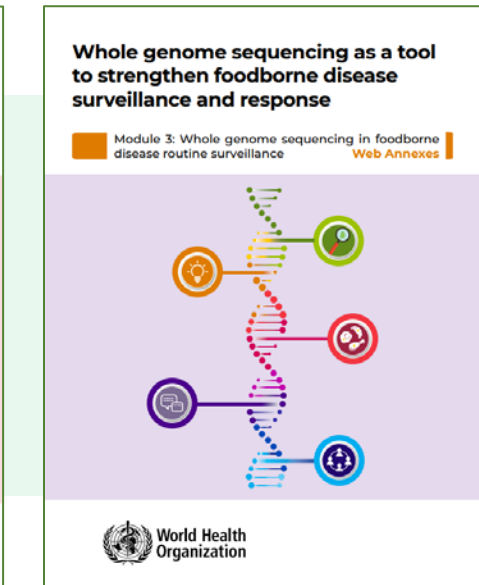 Whole genome sequencing as a tool
to strengthen foodborne disease
surveillance and response
Module 3: Whole genome sequencing in foodborne
disease routine surveillance Web Annexes
World Health
Organization